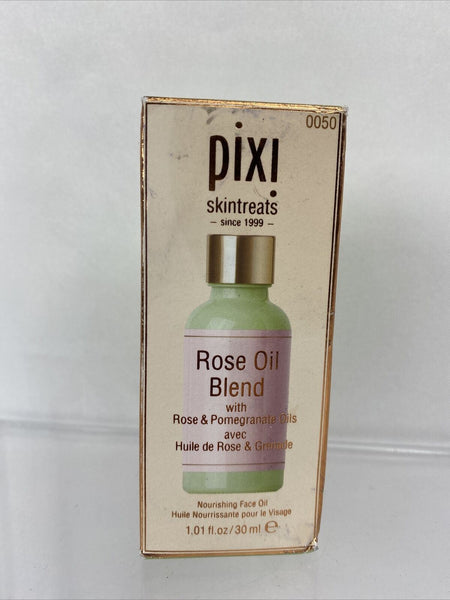 0050
pixi
skintreats
– since 1999 –
Rose Oil
Blend
with
Rose & Pomegranate Oils
avec
Huile de Rose & Grenade
Nourishing Face Oil
Huile Nourrissante pour le Visage
1.01 fl.oz/30 ml ℮